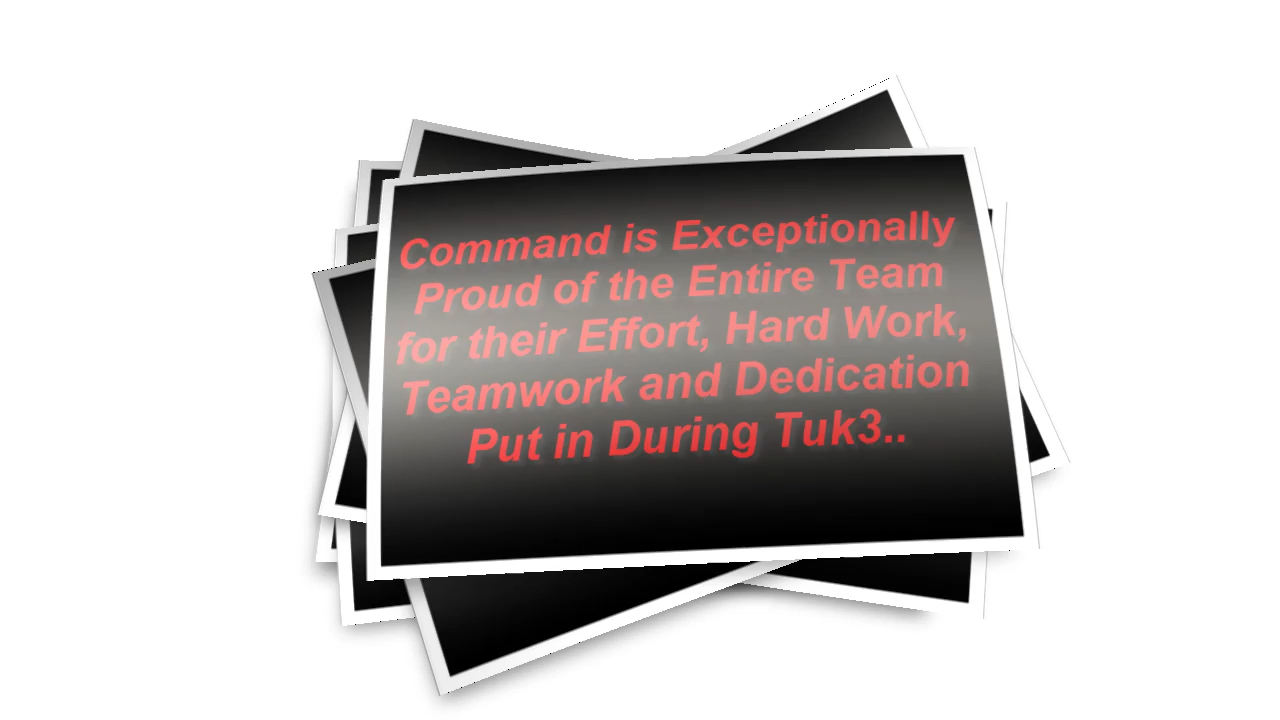 Command is Exceptionally
Proud of the Entire Team
for their Effort, Hard Work,
Teamwork and Dedication
Put in During Tuk3..